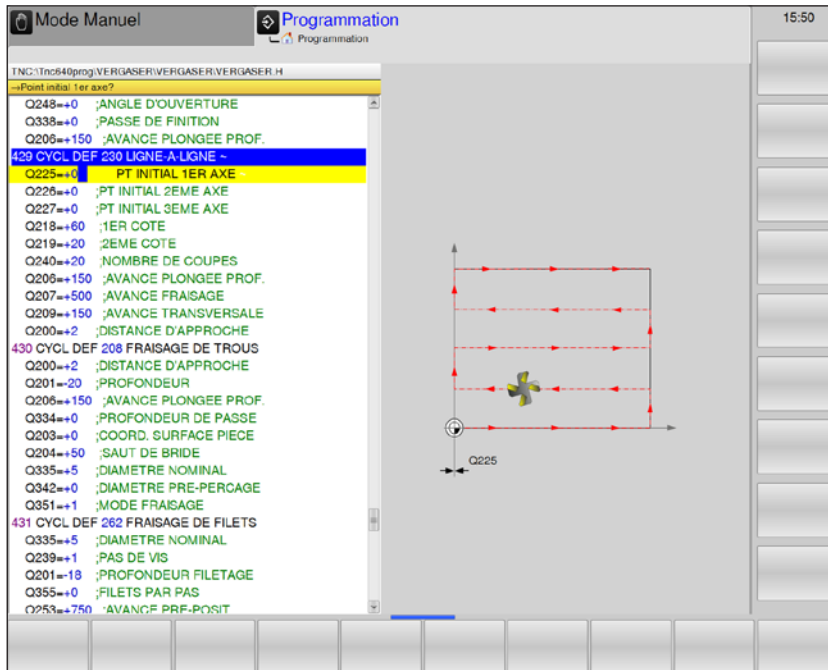 Mode Manuel
Programmation
Programmation
15:50
TNC:\Tnc640prog\VERGASER\VERGASER\VERGASER.H
→Point initial 1er axe?
Q248=+0 ;ANGLE D'OUVERTURE
Q338=+0 ;PASSE DE FINITION
Q206=+150 ;AVANCE PLONGEE PROF.
429 CYCL DEF 230 LIGNE-A-LIGNE ~
Q225=+0 PT INITIAL 1ER AXE ~
Q226=+0 ;PT INITIAL 2EME AXE
Q227=+0 ;PT INITIAL 3EME AXE
Q218=+60 ;1ER COTE
Q219=+20 ;2EME COTE
Q240=+20 ;NOMBRE DE COUPES
Q206=+150 ;AVANCE PLONGEE PROF.
Q207=+500 ;AVANCE FRAISAGE
Q209=+150 ;AVANCE TRANSVERSALE
Q200=+2 ;DISTANCE D'APPROCHE
430 CYCL DEF 208 FRAISAGE DE TROUS
Q200=+2 ;DISTANCE D'APPROCHE
Q201=-20 ;PROFONDEUR
Q206=+150 ;AVANCE PLONGEE PROF.
Q334=+0 ;PROFONDEUR DE PASSE
Q203=+0 ;COORD. SURFACE PIECE
Q204=+50 ;SAUT DE BRIDE
Q335=+5 ;DIAMETRE NOMINAL
Q342=+0 ;DIAMETRE PRE-PERCAGE
Q351=+1 ;MODE FRAISAGE
431 CYCL DEF 262 FRAISAGE DE FILETS
Q335=+5 ;DIAMETRE NOMINAL
Q239=+1 ;PAS DE VIS
Q201=-18 ;PROFONDEUR FILETAGE
Q355=+0 ;FILETS PAR PAS
Q253=+750 ;AVANCE PRE-POSIT
Q225